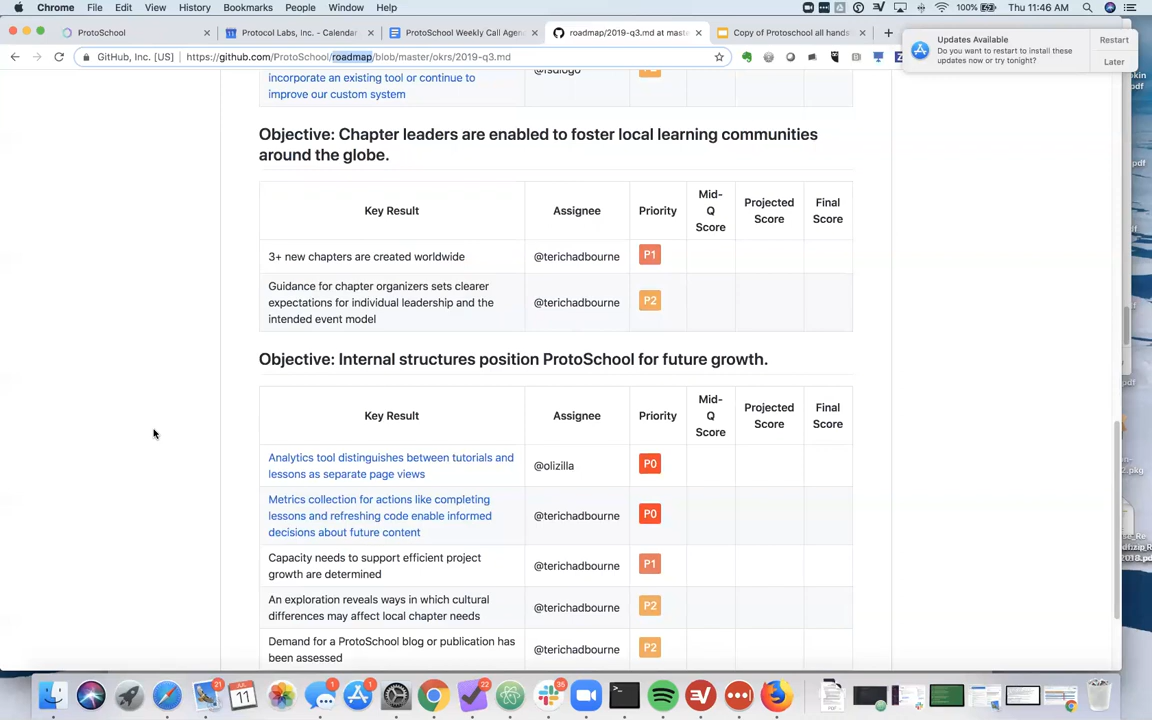 Chrome File Edit View History Bookmarks People Window Help 100% Thu 11:46 AM
ProtoSchool × Protocol Labs, Inc. - Calendar × ProtoSchool Weekly Call Agen × roadmap/2019-q3.md at mast × Copy of Protoschool all hands × +
GitHub, Inc. [US] | https://github.com/ProtoSchool/roadmap/blob/master/okrs/2019-q3.md
Updates Available
Do you want to restart to install these
updates now or try tonight?
Restart
Later
incorporate an existing tool or continue to
improve our custom system
Objective: Chapter leaders are enabled to foster local learning communities
around the globe.
Key Result Assignee Priority Mid-Q Score Projected Score Final Score
3+ new chapters are created worldwide @terichadbourne P1
Guidance for chapter organizers sets clearer
expectations for individual leadership and the
intended event model
@terichadbourne P2
Objective: Internal structures position ProtoSchool for future growth.
Key Result Assignee Priority Mid-Q Score Projected Score Final Score
Analytics tool distinguishes between tutorials and
lessons as separate page views
@olizilla P0
Metrics collection for actions like completing
lessons and refreshing code enable informed
decisions about future content
@terichadbourne P0
Capacity needs to support efficient project
growth are determined
@terichadbourne P1
An exploration reveals ways in which cultural
differences may affect local chapter needs
@terichadbourne P2
Demand for a ProtoSchool blog or publication has
been assessed
@terichadbourne P2
21
JUL
11
1
1
22
35